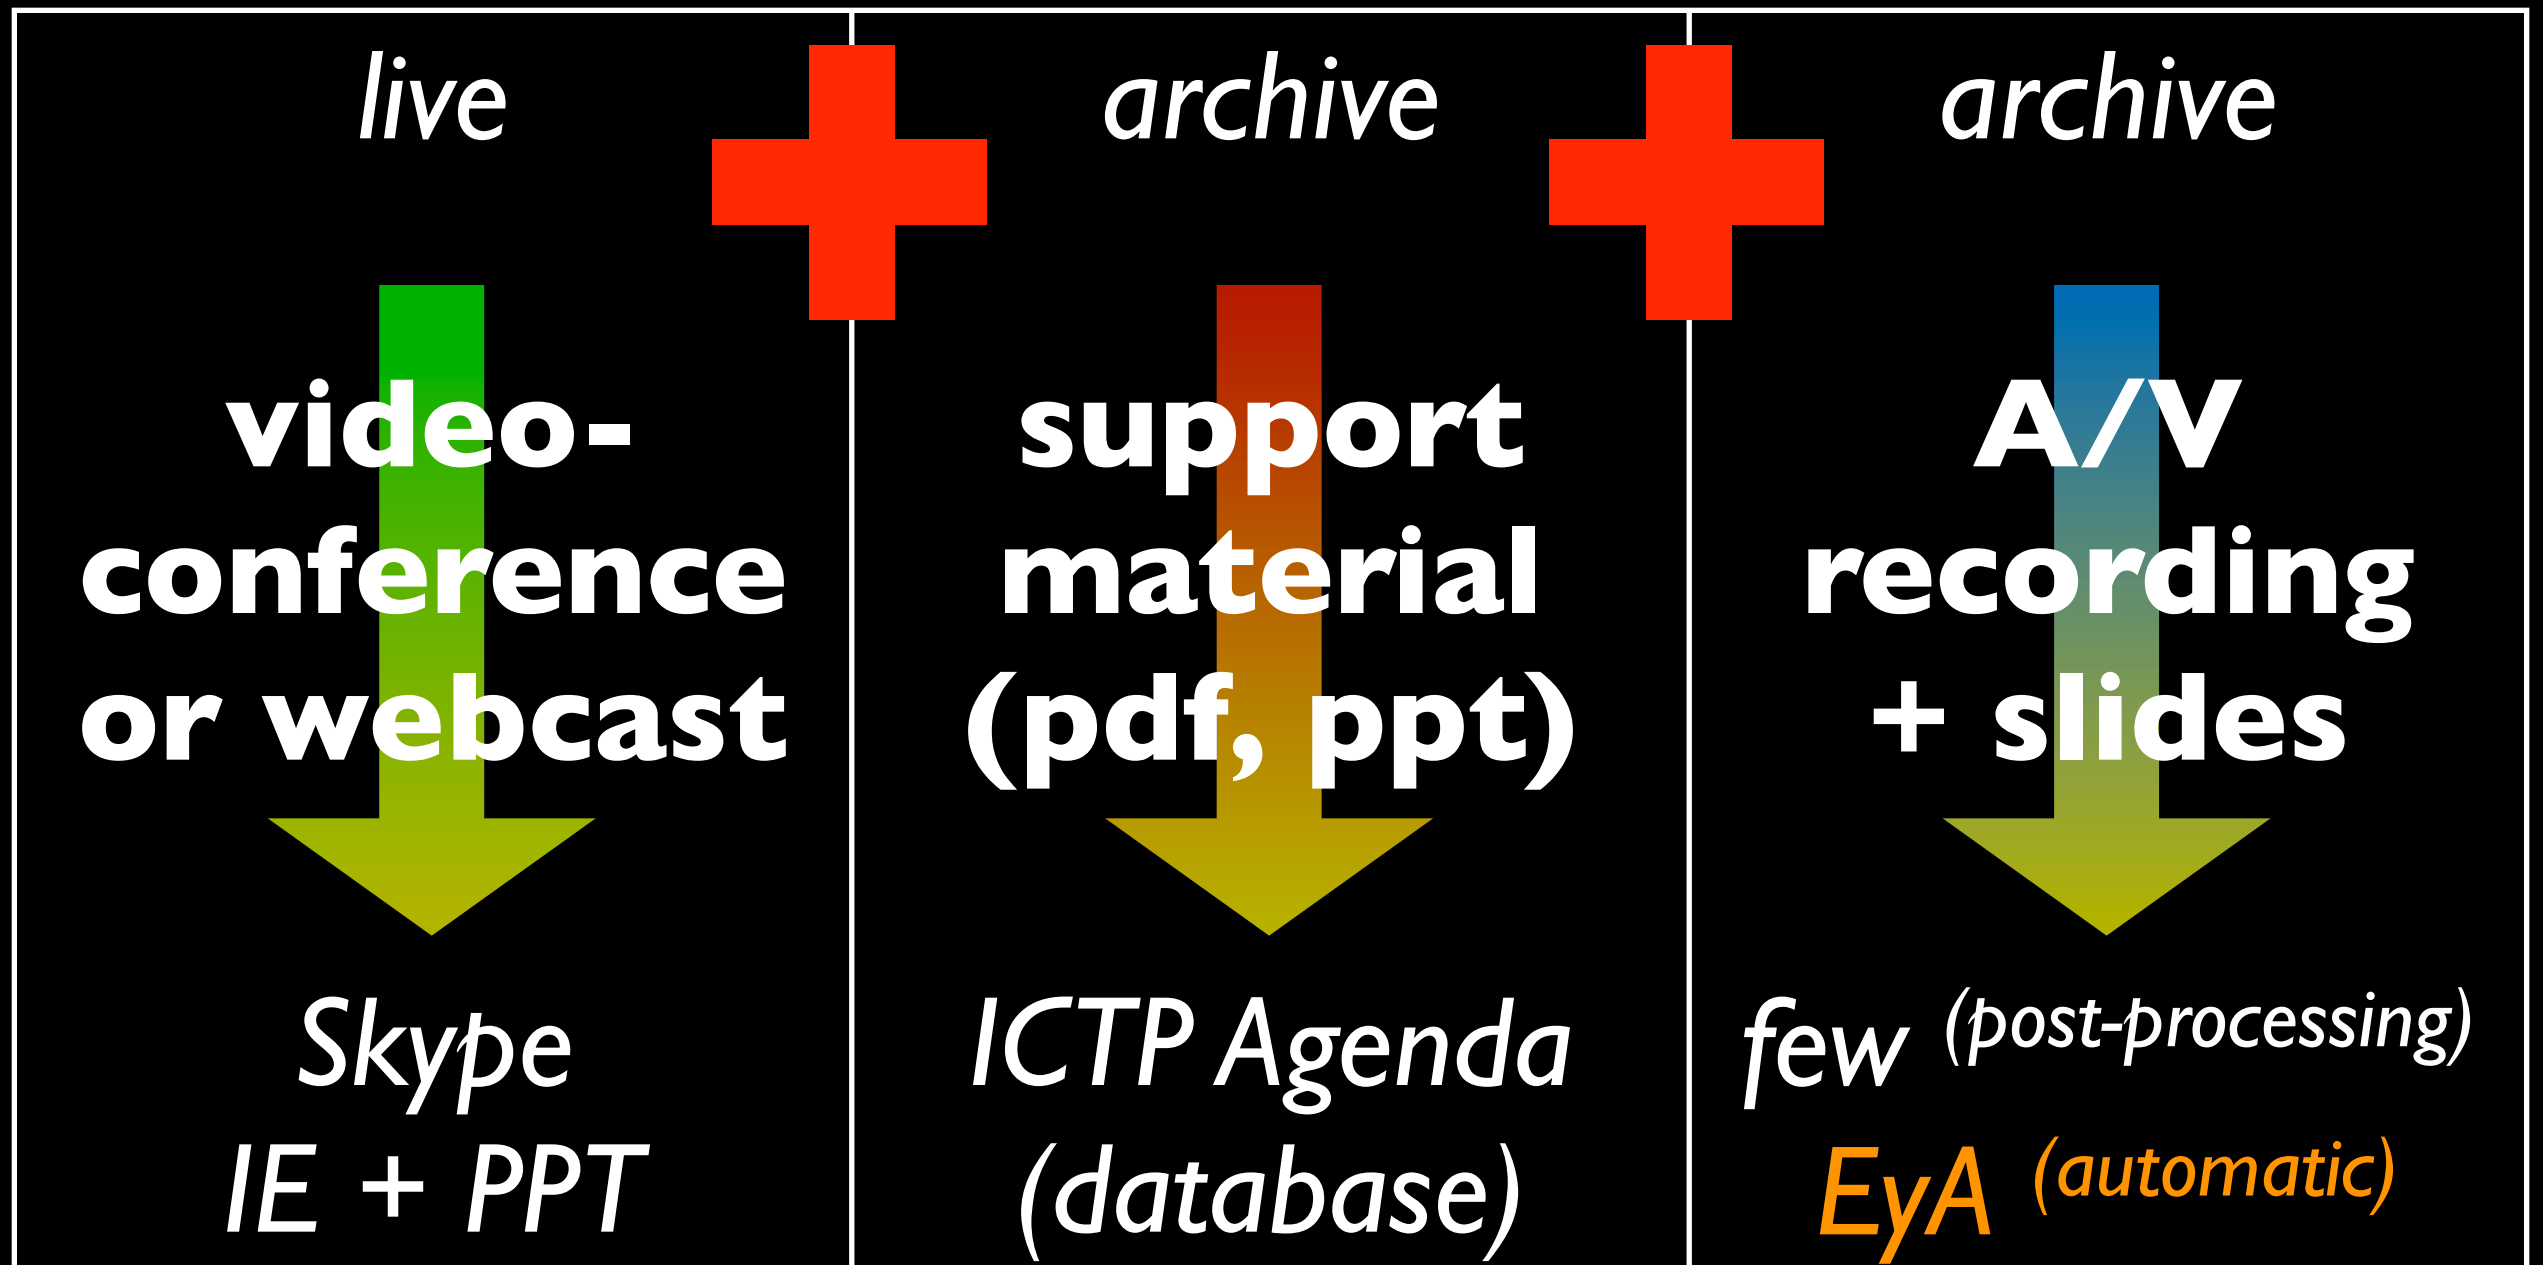 live
video-
conference
or webcast
Skype
IE + PPT
archive
support
material
(pdf, ppt)
ICTP Agenda
(database)
archive
A/V
recording
+ slides
few (post-processing)
EyA (automatic)